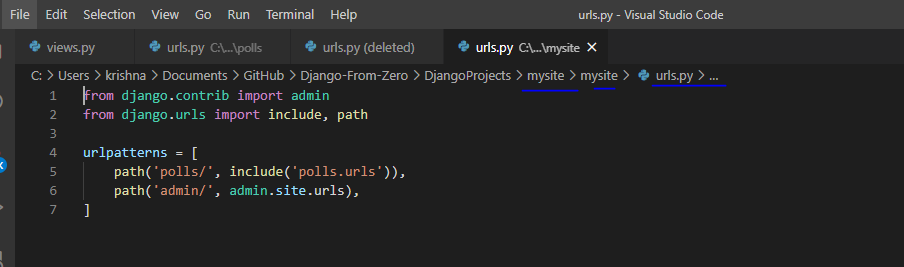 File Edit Selection View Go Run Terminal Help urls.py - Visual Studio Code
views.py urls.py C:\...\polls urls.py (deleted) urls.py C:\...\mysite ×
C: > Users > krishna > Documents > GitHub > Django-From-Zero > DjangoProjects > mysite > mysite > urls.py > ...
1 from django.contrib import admin
2 from django.urls import include, path
3
4 urlpatterns = [
5     path('polls/', include('polls.urls')),
6     path('admin/', admin.site.urls),
7 ]